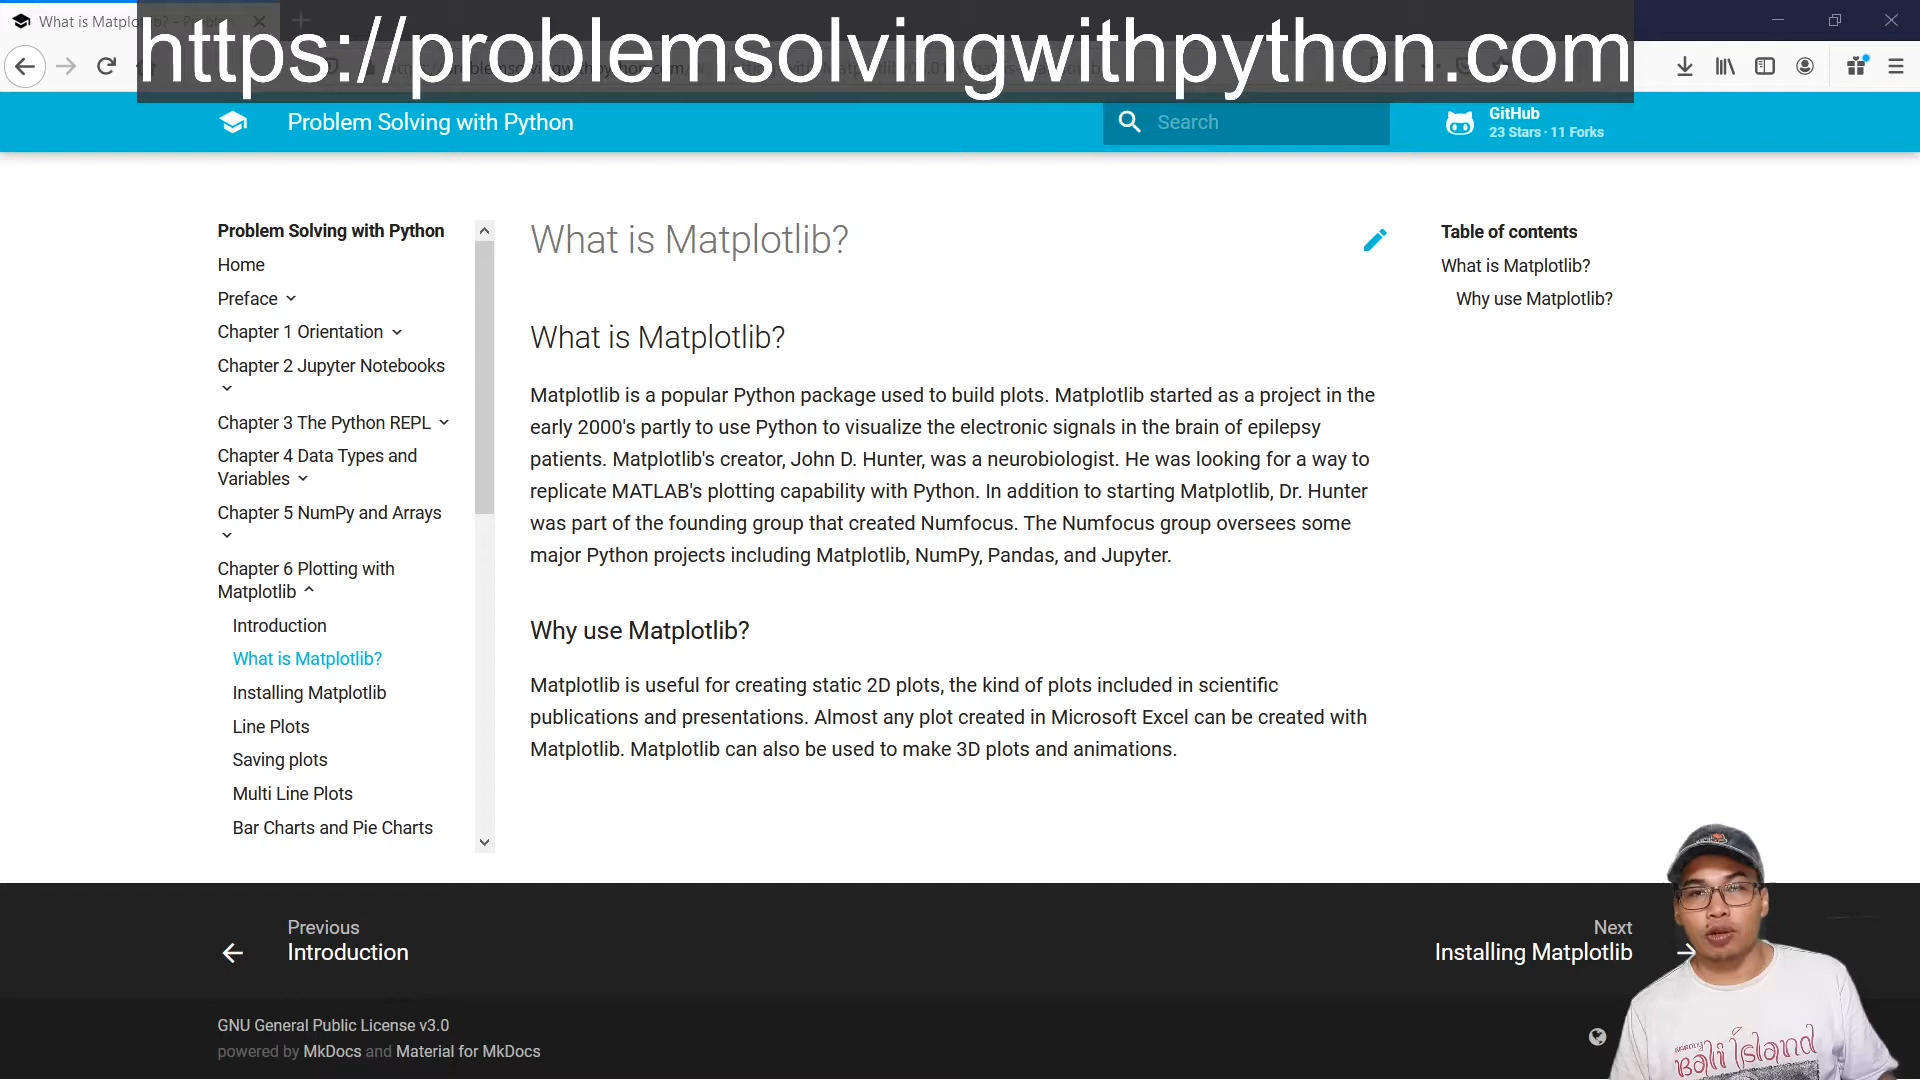 What is Matplo
https://problemsolvingwithpython.com
Problem Solving with Python
Search
GitHub
23 Stars · 11 Forks
Problem Solving with Python
Home
Preface
Chapter 1 Orientation
Chapter 2 Jupyter Notebooks
Chapter 3 The Python REPL
Chapter 4 Data Types and
Variables
Chapter 5 NumPy and Arrays
Chapter 6 Plotting with
Matplotlib
Introduction
What is Matplotlib?
Installing Matplotlib
Line Plots
Saving plots
Multi Line Plots
Bar Charts and Pie Charts
What is Matplotlib?
What is Matplotlib?
Matplotlib is a popular Python package used to build plots. Matplotlib started as a project in the
early 2000's partly to use Python to visualize the electronic signals in the brain of epilepsy
patients. Matplotlib's creator, John D. Hunter, was a neurobiologist. He was looking for a way to
replicate MATLAB's plotting capability with Python. In addition to starting Matplotlib, Dr. Hunter
was part of the founding group that created Numfocus. The Numfocus group oversees some
major Python projects including Matplotlib, NumPy, Pandas, and Jupyter.
Why use Matplotlib?
Matplotlib is useful for creating static 2D plots, the kind of plots included in scientific
publications and presentations. Almost any plot created in Microsoft Excel can be created with
Matplotlib. Matplotlib can also be used to make 3D plots and animations.
Table of contents
What is Matplotlib?
Why use Matplotlib?
Previous
Introduction
Next
Installing Matplotlib
GNU General Public License v3.0
powered by MkDocs and Material for MkDocs
Bali island